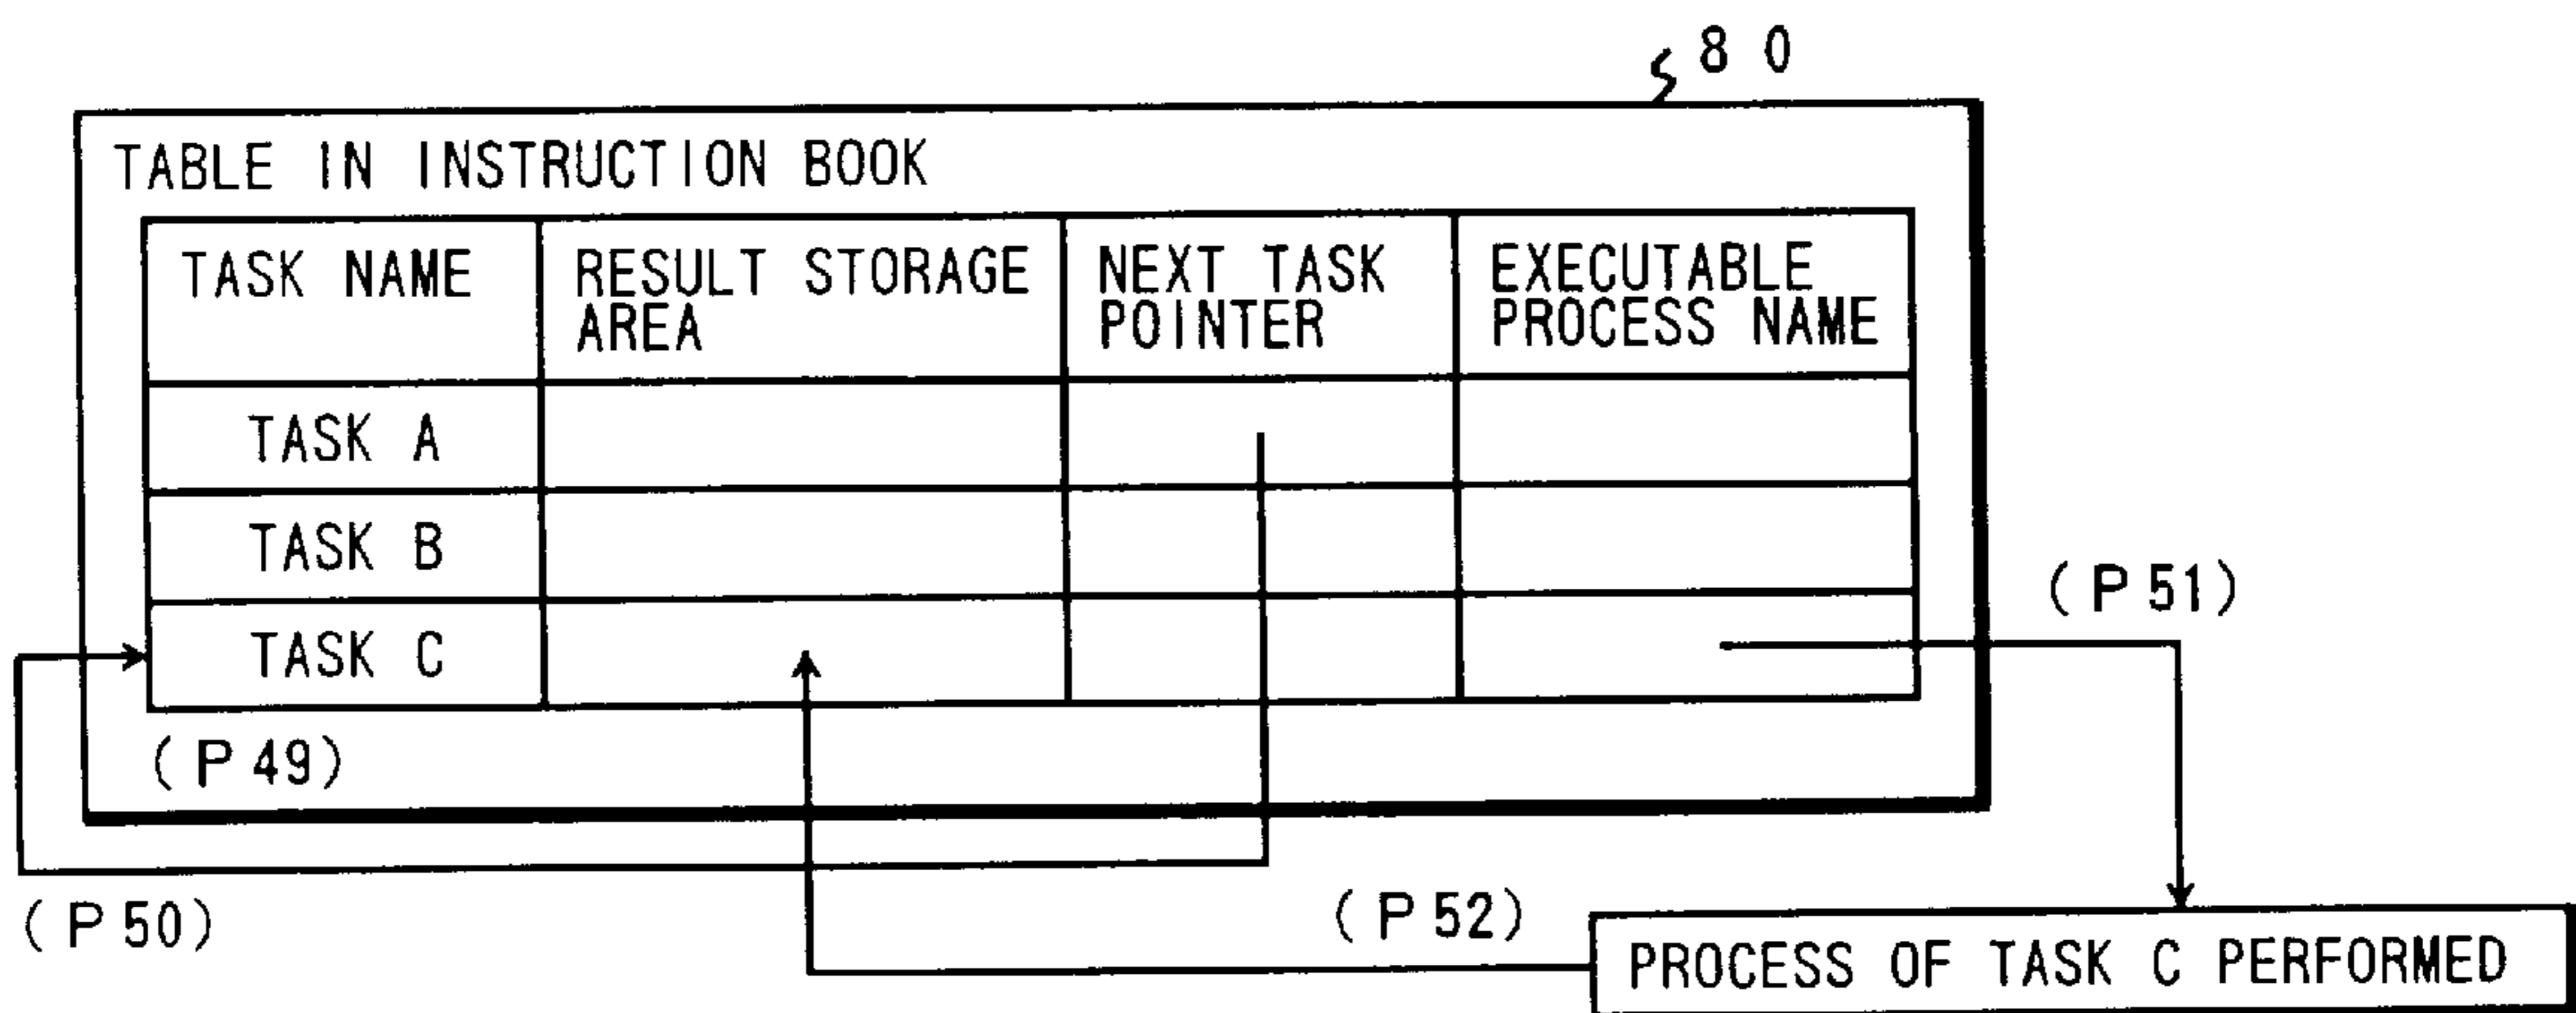 80
TABLE IN INSTRUCTION BOOK
TASK NAME
RESULT STORAGE
AREA
NEXT TASK
POINTER
EXECUTABLE
PROCESS NAME
TASK A
TASK B
TASK C
(P51)
(P49)
(P50)
(P52)
PROCESS OF TASK C PERFORMED